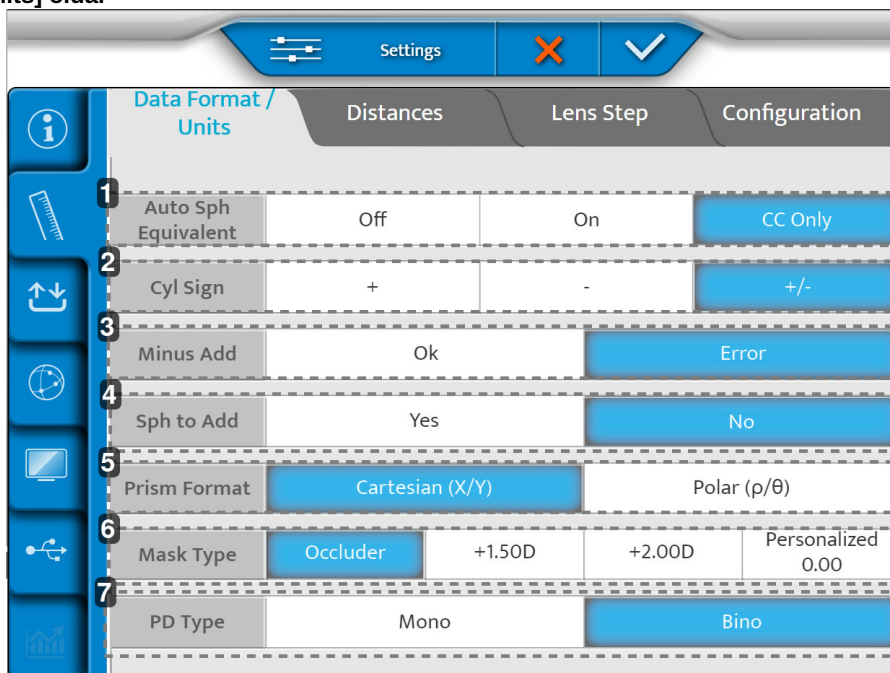 Settings
Data Format /
Units
Distances
Lens Step
Configuration
1
Auto Sph
Equivalent
Off
On
CC Only
2
Cyl Sign
+
-
+/-
3
Minus Add
Ok
Error
4
Sph to Add
Yes
No
5
Prism Format
Cartesian (X/Y)
Polar (ρ/θ)
6
Mask Type
Occluder
+1.50D
+2.00D
Personalized
0.00
7
PD Type
Mono
Bino